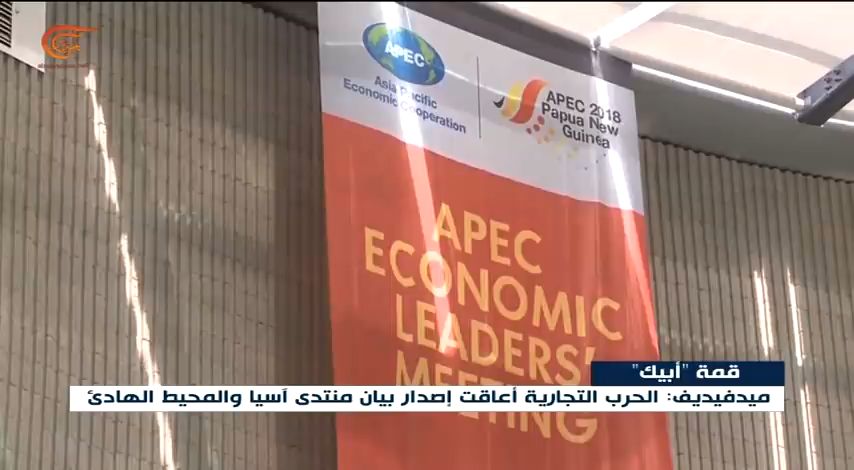 APEC
Asia Pacific
Economic Cooperation
APEC 2018
Papua New
Guinea
APEC
ECONOMIC
LEADERS'
MEETING
قمة "أبيك"
ميدفيديف: الحرب التجارية أعاقت إصدار بيان منتدى آسيا والمحيط الهادئ